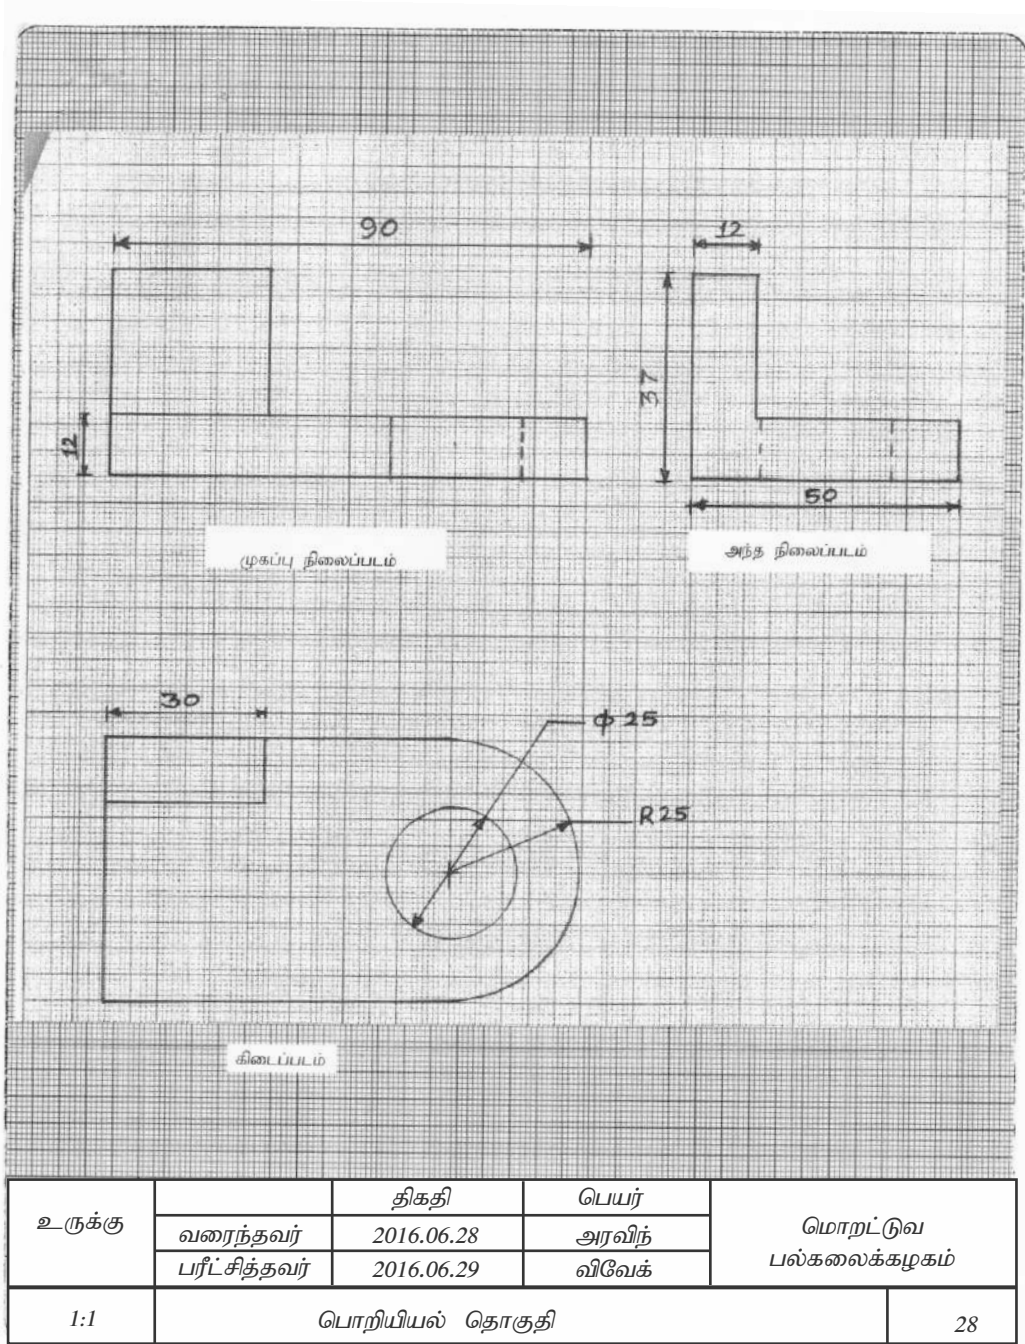 90
12
37
12
50
முகப்பு நிலைப்படம்
அந்த நிலைப்படம்
30
ф 25
R 25
கிடைப்படம்
உருக்கு
திகதி பெயர்
வரைந்தவர் 2016.06.28 அரவிந்
பரீட்சித்தவர் 2016.06.29 விவேக்
மொறட்டுவ
பல்கலைக்கழகம்
1:1 பொறியியல் தொகுதி 28